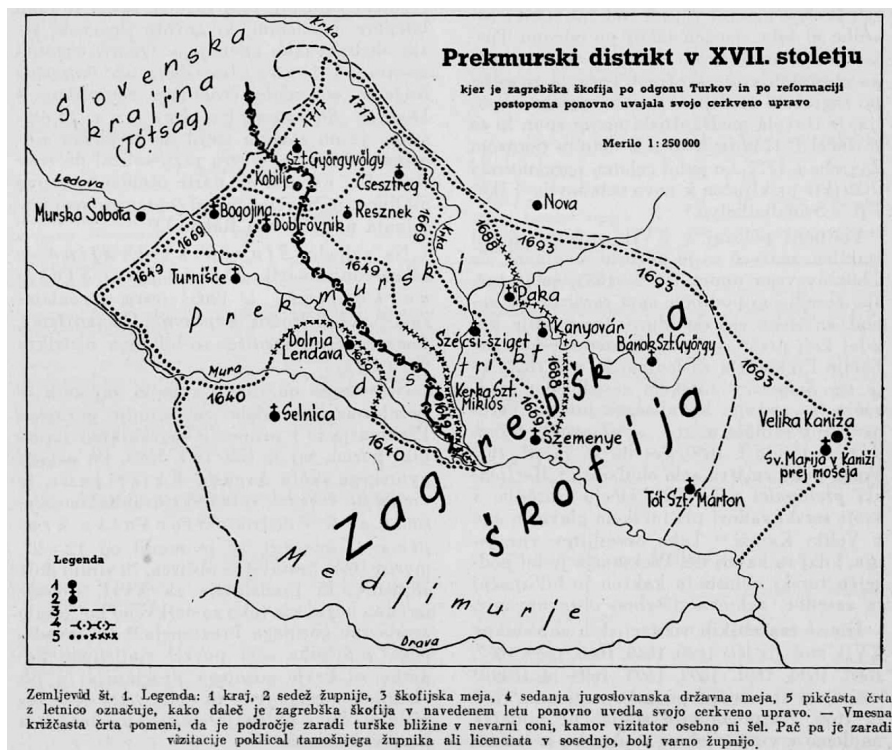 Prekmurski distrikt v XVII. stoletju
kjer je zagrebška škofija po odgonu Turkov in po reformaciji
postopoma ponovno uvajala svojo cerkveno upravo
Merilo 1:250 000
Slovenska
kralina
(Tótság)
Krka
1717
Szt.Györgyvölgy
Kobilje
Csesztreg
Ledava
Murska Sobota
Bogojina
Resznek
Nova
Dobrovnik
1669
1669
Krka
1688
1693
1693
1649
1649
Turnišče
Prekmurski
distrikt
Paka
Kanyovár
Dolnja
Lendava
Szécsi-sziget
Bánok Szt György
1693
Mura
1640
Kerka Szt.
Miklós
1688
1669
Velika Kaniža
Selnica
1640
Szemenye
Sv. Marija v Kaniži
prej mošeja
Zagrebška
škofija
Tót Szt. Márton
Medjimurje
Drava
Legenda
1
2
3
4
5
Zemljevid št. 1. Legenda: 1 kraj, 2 sedež župnije, 3 škofijska meja, 4 sedanja jugoslovanska državna meja, 5 pikčasta črta
z letnico označuje, kako daleč je zagrebška škofija v navedenem letu ponovno uvedla svojo cerkveno upravo. — Vmesna
križčasta črta pomeni, da je področje zaradi turške bližine v nevarni coni, kamor vizitator osebno ni šel. Pač pa je zaradi
vizitacije poklical tamošnjega župnika ali licenciata v sosednjo, bolj varno župnijo.